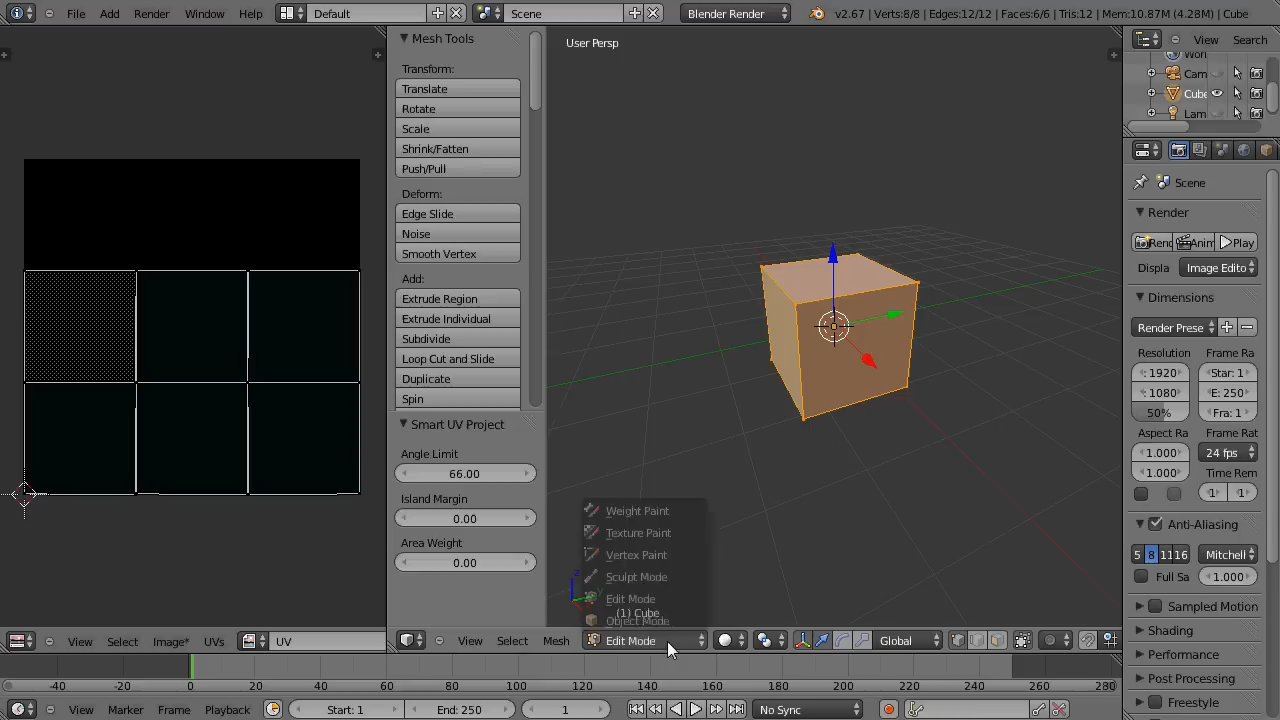 File Add Render Window Help Default Scene Blender Render v2.67 | Verts:8/8 | Edges:12/12 | Faces:6/6 | Tris:12 | Mem:10.87M (4.28M) | Cube
Mesh Tools
Transform:
Translate
Rotate
Scale
Shrink/Fatten
Push/Pull
Deform:
Edge Slide
Noise
Smooth Vertex
Add:
Extrude Region
Extrude Individual
Subdivide
Loop Cut and Slide
Duplicate
Spin
Smart UV Project
Angle Limit
66.00
Island Margin
0.00
Area Weight
0.00
User Persp
Weight Paint
Texture Paint
Vertex Paint
Sculpt Mode
Edit Mode
(1) Cube
Object Mode
View Search
Cam
Cube
Lam
Scene
Render
Anim Play
Displa Image Edito
Dimensions
Render Prese
Resolution Frame Ra
: 1920 Star: 1
: 1080 E: 250
50% Fra: 1
Aspect Ra Frame Rat
1.000 24 fps
1.000 Time Rem
1 1
Anti-Aliasing
5 8 11 16 Mitchell
Full Sa 1.000
Sampled Motion
Shading
Performance
Post Processing
Freestyle
View Select Image* UVs UV
View Select Mesh Edit Mode Global
-40 -20 0 20 40 60 80 100 120 140 160 180 200 220 240 260 280
View Marker Frame Playback Start: 1 End: 250 1 No Sync